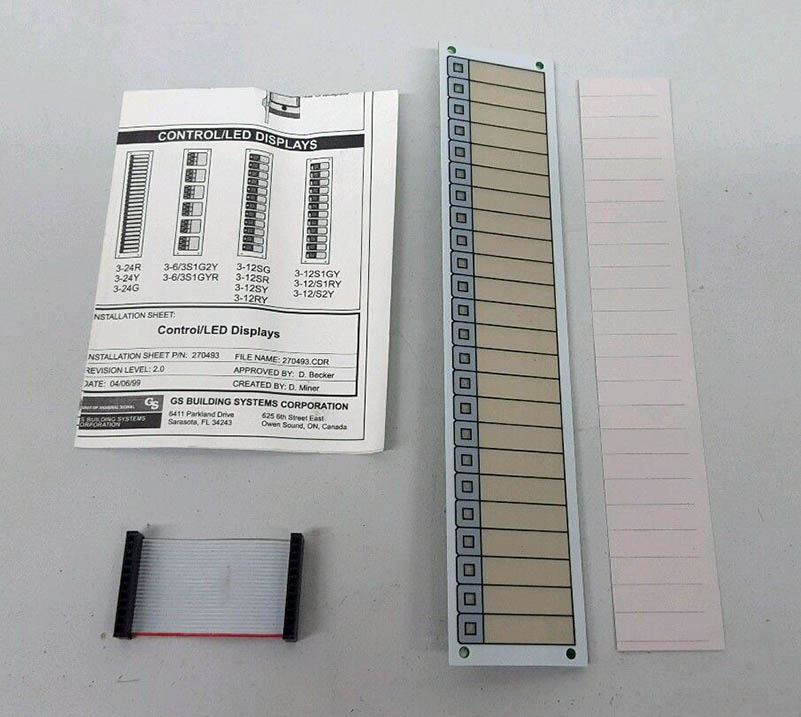 CONTROL/LED DISPLAYS
3-24R
3-24Y
3-24G
3-6/3S1G2Y
3-6/3S1GYR
3-12SG
3-12SR
3-12SY
3-12RY
3-12S1GY
3-12/S1RY
3-12/S2Y
NSTALLATION SHEET:
Control/LED Displays
NSTALLATION SHEET P/N: 270493
FILE NAME: 270493.CDR
REVISION LEVEL: 2.0
APPROVED BY: D. Becker
DATE: 04/06/99
CREATED BY: D. Miner
GS
GS BUILDING SYSTEMS
CORPORATION
GS BUILDING SYSTEMS CORPORATION
6411 Parkland Drive
Sarasota, FL 34243
625 6th Street East
Owen Sound, ON, Canada